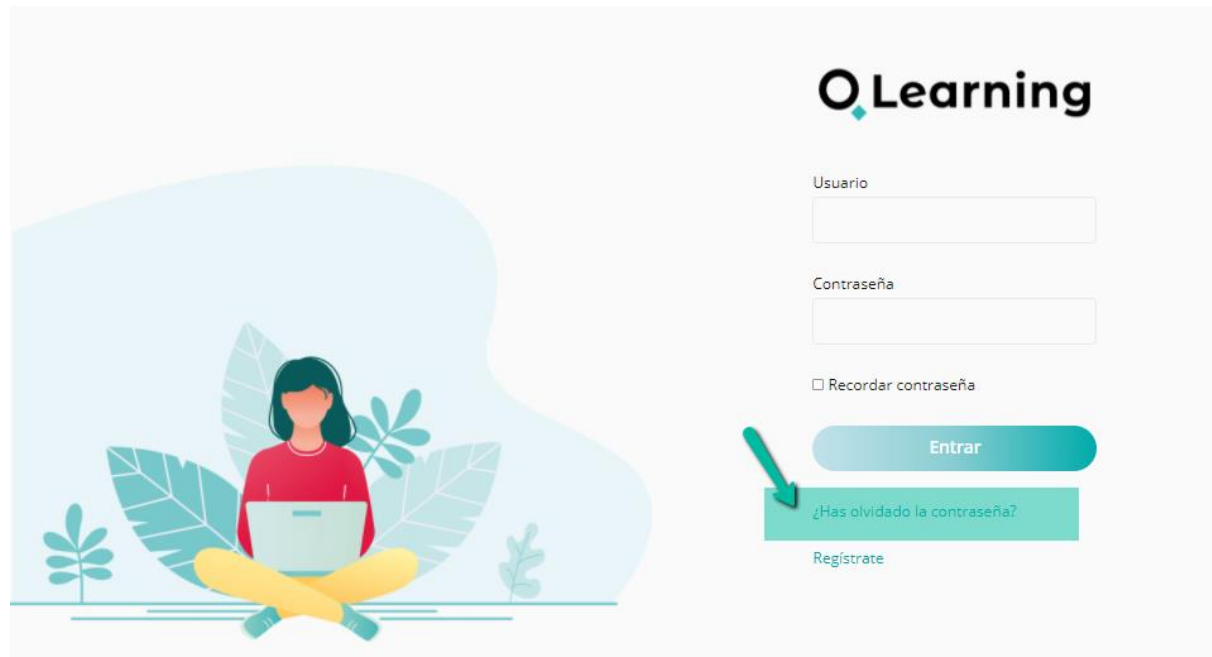 Q Learning
Usuario
Contraseña
Recordar contraseña
Entrar
¿Has olvidado la contraseña?
Regístrate